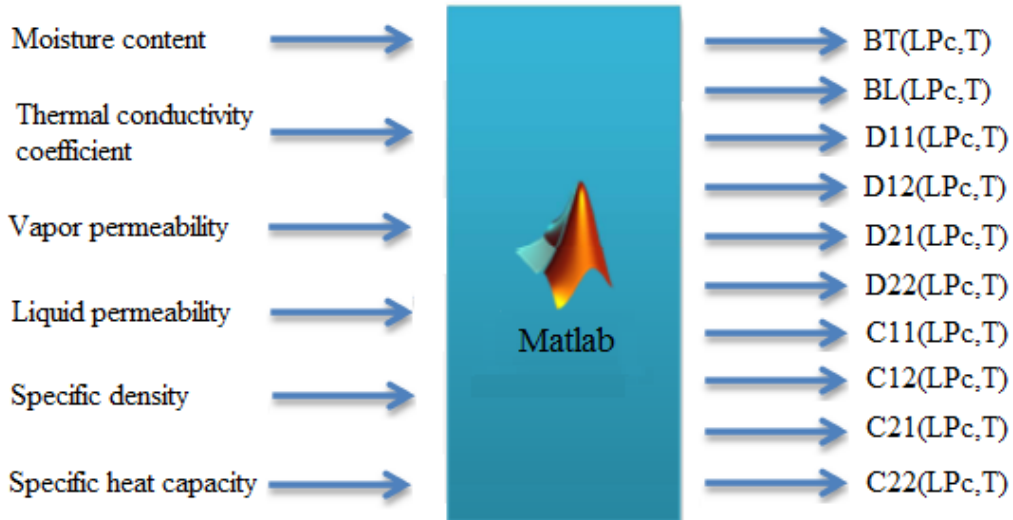 Moisture content
Thermal conductivity
coefficient
Vapor permeability
Liquid permeability
Specific density
Specific heat capacity
Matlab
BT(LPc,T)
BL(LPc,T)
D11(LPc,T)
D12(LPc,T)
D21(LPc,T)
D22(LPc,T)
C11(LPc,T)
C12(LPc,T)
C21(LPc,T)
C22(LPc,T)